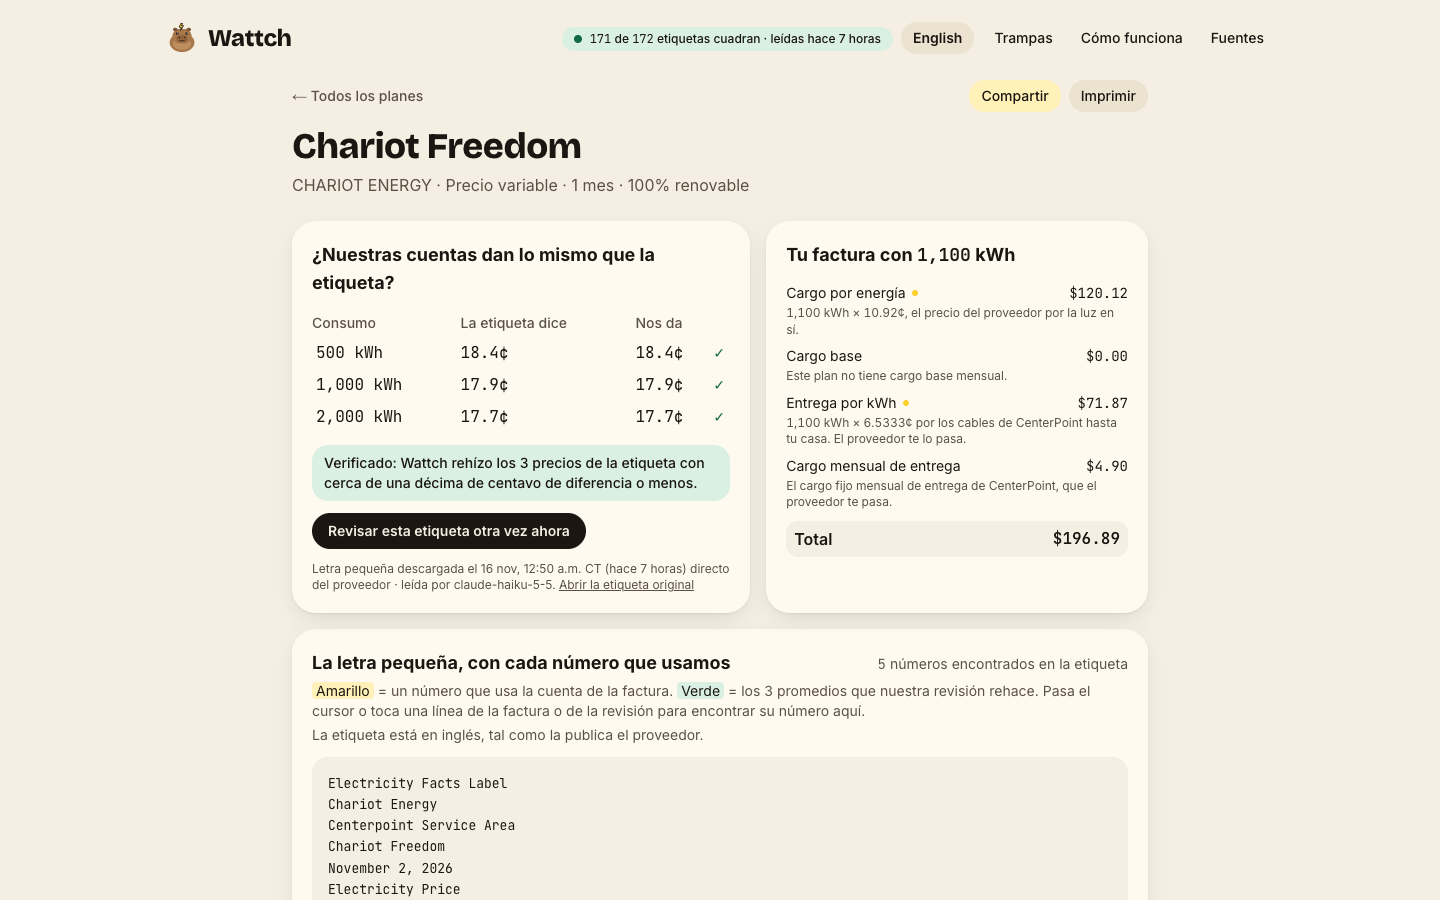 Wattch
171 de 172 etiquetas cuadran · leídas hace 7 horas
English
Trampas
Cómo funciona
Fuentes
← Todos los planes
Compartir
Imprimir
Chariot Freedom
CHARIOT ENERGY · Precio variable · 1 mes · 100% renovable
¿Nuestras cuentas dan lo mismo que la
etiqueta?
Consumo La etiqueta dice Nos da
500 kWh 18.4¢ 18.4¢ ✓
1,000 kWh 17.9¢ 17.9¢ ✓
2,000 kWh 17.7¢ 17.7¢ ✓
Verificado: Wattch rehízo los 3 precios de la etiqueta con
cerca de una décima de centavo de diferencia o menos.
Revisar esta etiqueta otra vez ahora
Letra pequeña descargada el 16 nov, 12:50 a.m. CT (hace 7 horas) directo
del proveedor · leída por claude-haiku-5-5. Abrir la etiqueta original
Tu factura con 1,100 kWh
Cargo por energía $120.12
1,100 kWh × 10.92¢, el precio del proveedor por la luz en
sí.
Cargo base $0.00
Este plan no tiene cargo base mensual.
Entrega por kWh $71.87
1,100 kWh × 6.5333¢ por los cables de CenterPoint hasta
tu casa. El proveedor te lo pasa.
Cargo mensual de entrega $4.90
El cargo fijo mensual de entrega de CenterPoint, que el
proveedor te pasa.
Total $196.89
La letra pequeña, con cada número que usamos
5 números encontrados en la etiqueta
Amarillo = un número que usa la cuenta de la factura. Verde = los 3 promedios que nuestra revisión rehace. Pasa el
cursor o toca una línea de la factura o de la revisión para encontrar su número aquí.
La etiqueta está en inglés, tal como la publica el proveedor.
Electricity Facts Label
Chariot Energy
Centerpoint Service Area
Chariot Freedom
November 2, 2026
Electricity Price